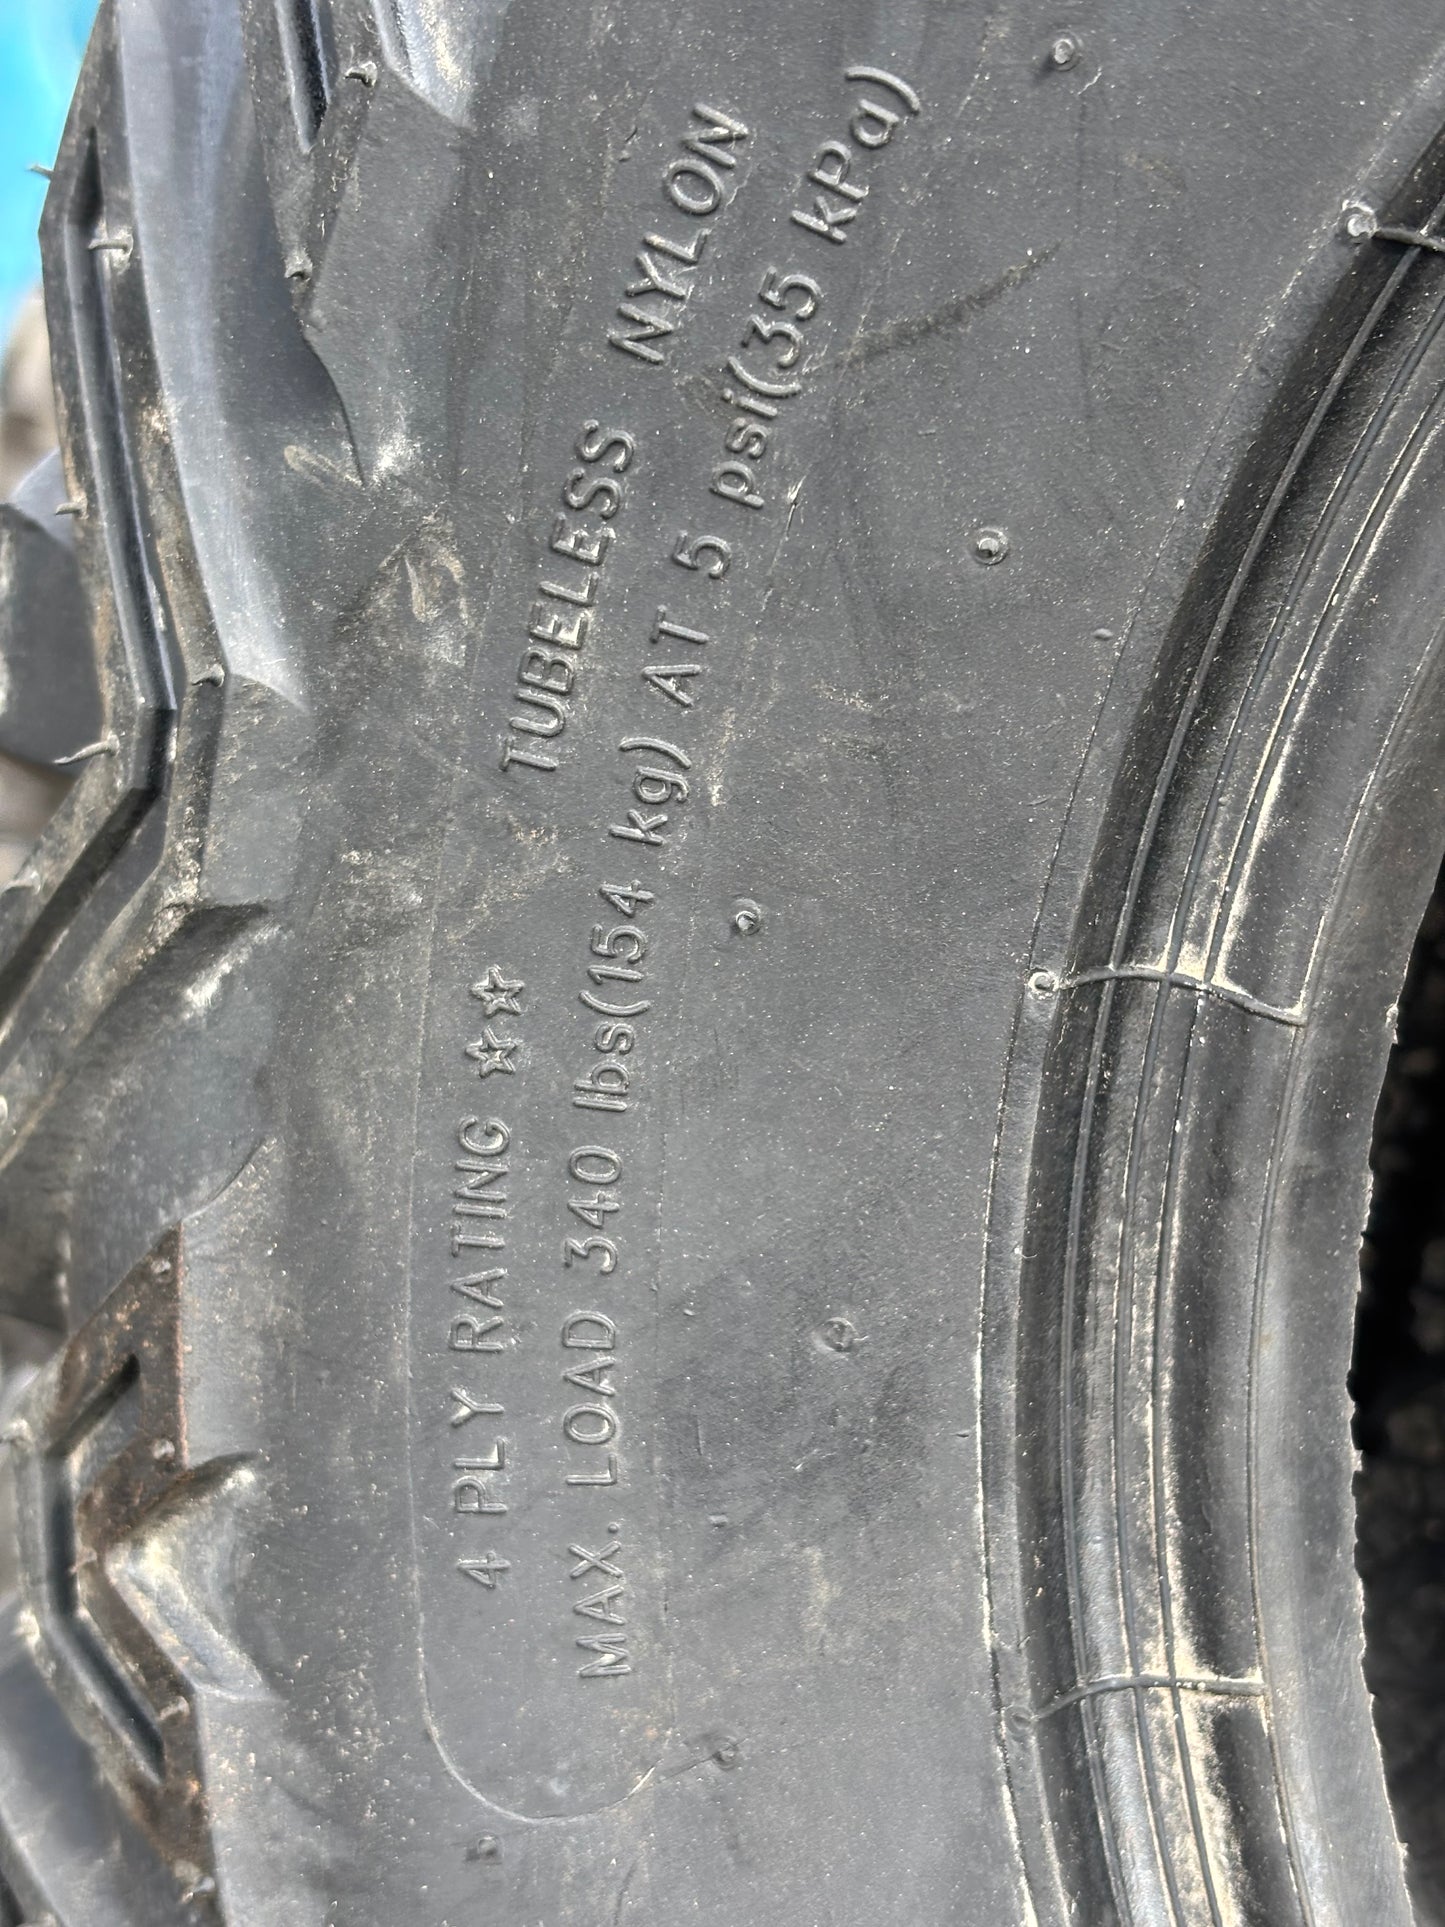 4 PLY RATING ☆☆ TUBELESS NYLON
MAX. LOAD 340 lbs(154 kg) AT 5 psi(35 kPa)